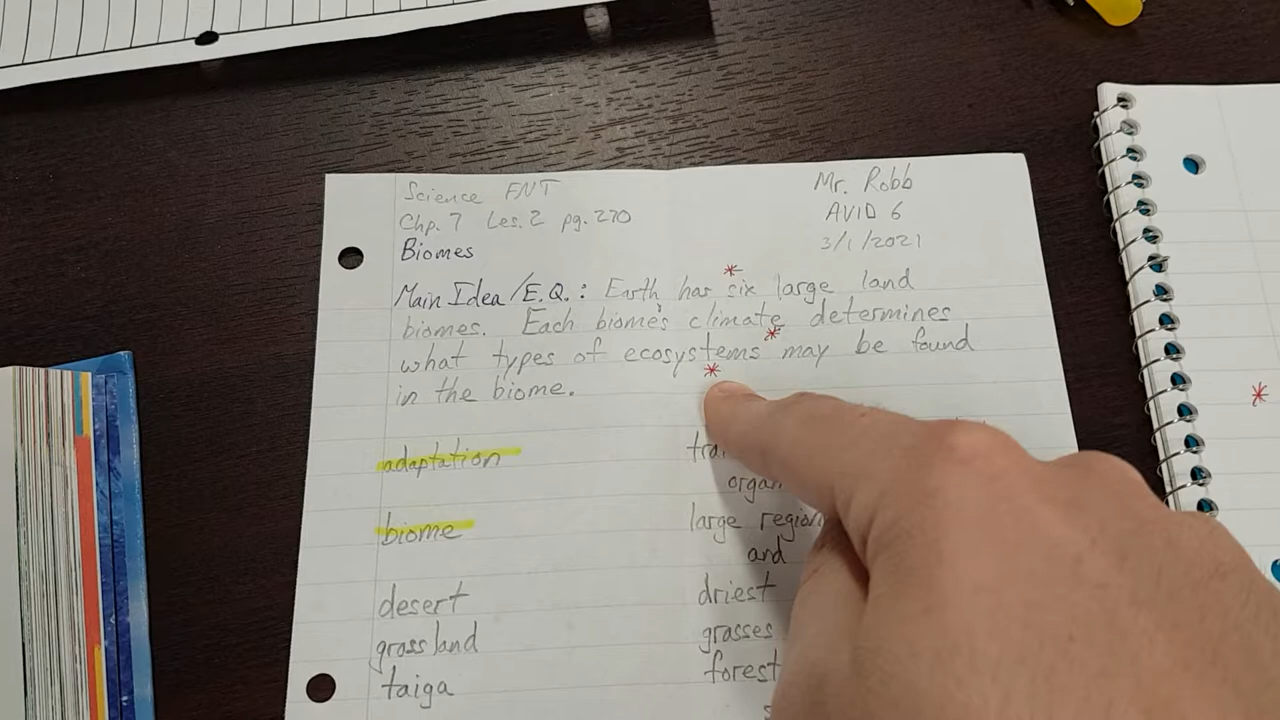 Science FNT
Mr. Robb
Chp. 7 Les. 2 pg. 270
AVID 6
Biomes
3/1/2021
Main Idea/E.Q.: Earth has six large land
biomes. Each biome's climate determines
what types of ecosystems may be found
in the biome.
adaptation
biome large region
and
desert driest
grassland grasses
taiga forest